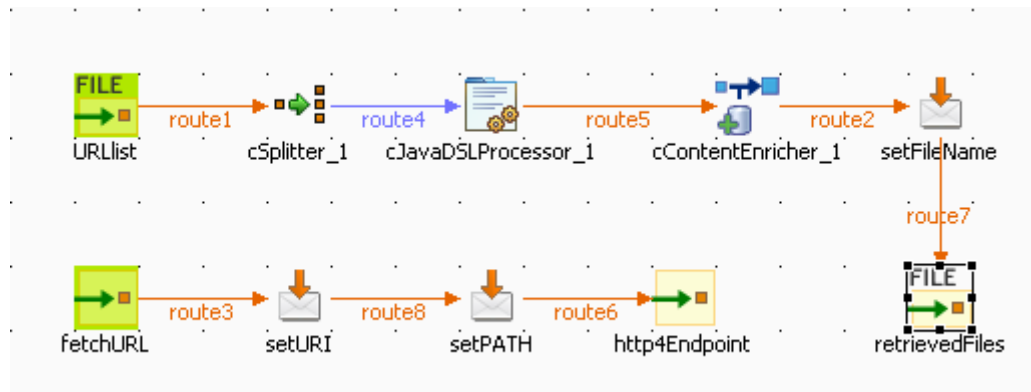 FILE
route1
route4
route5
route2
URLlist
cSplitter_1
cJavaDSLProcessor_1
cContentEnricher_1
setFileName
route7
FILE
route3
route8
route6
fetchURL
setURI
setPATH
http4Endpoint
retrievedFiles